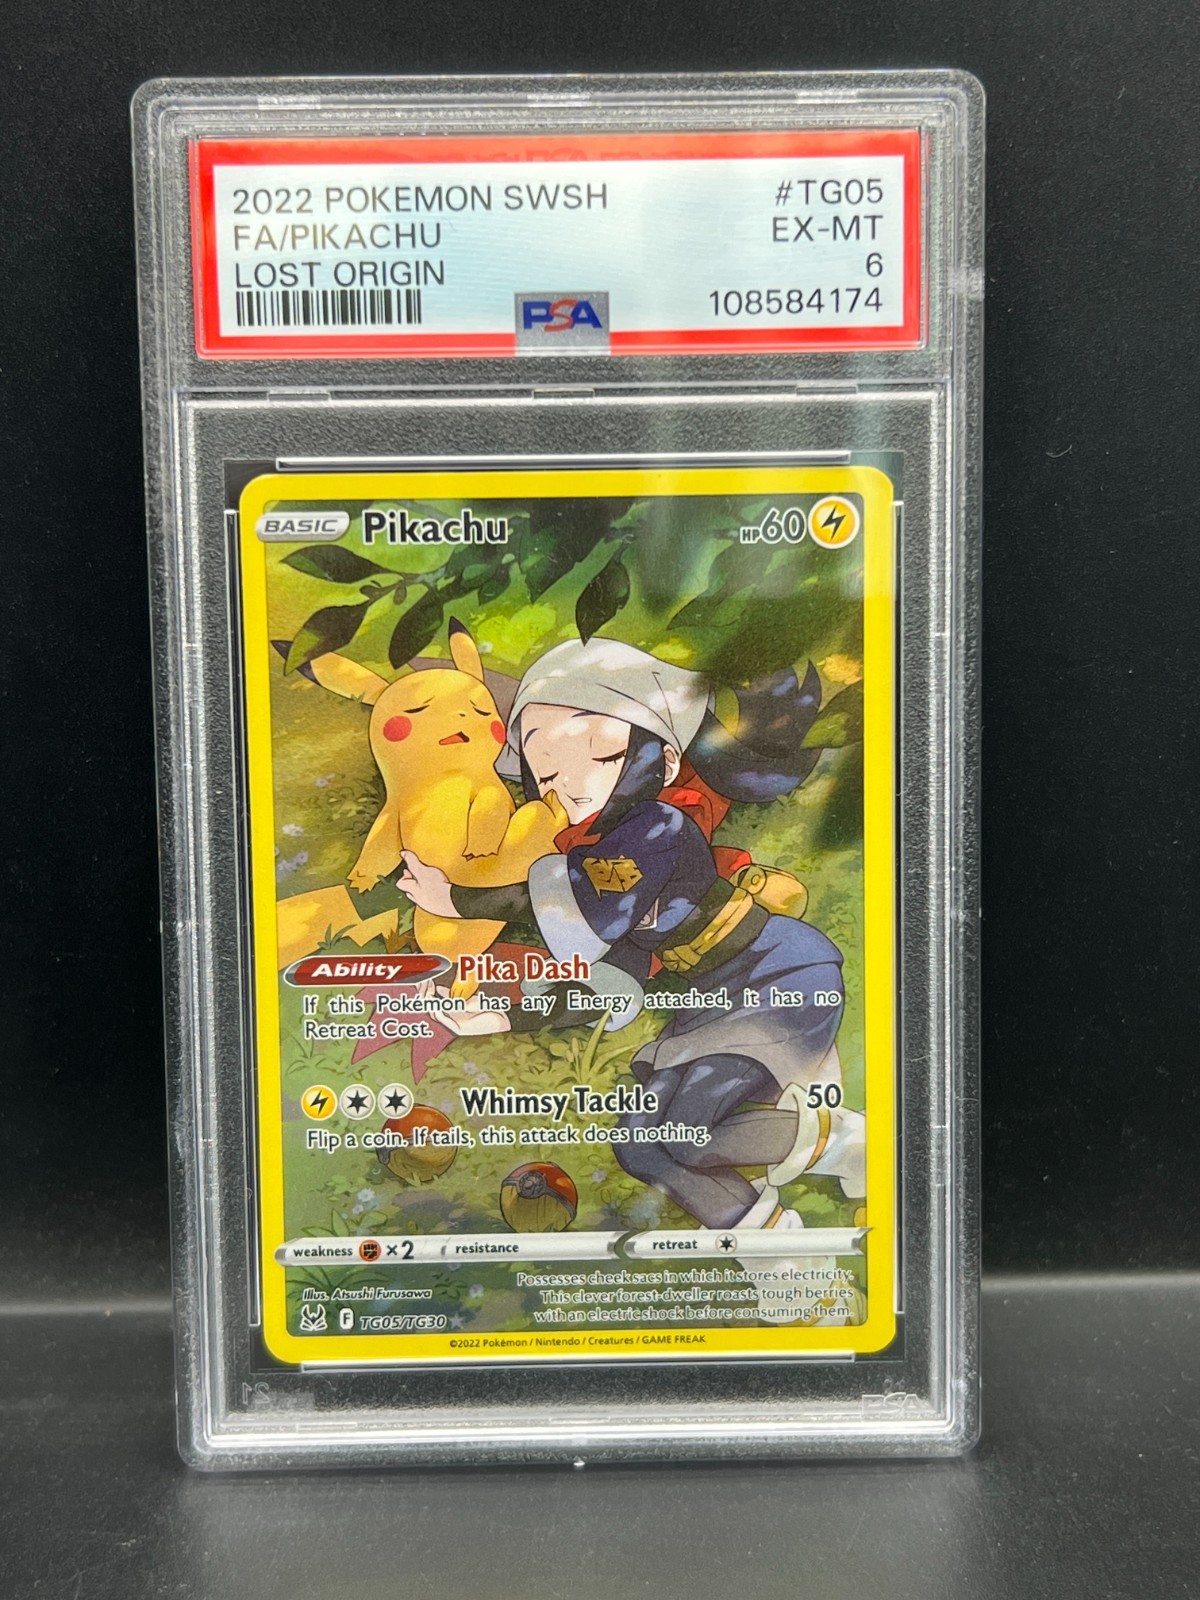 2022 POKEMON SWSH #TG05
FA/PIKACHU EX-MT
LOST ORIGIN 6
PSA 108584174
BASIC Pikachu HP60
Ability Pika Dash
If this Pokémon has any Energy attached, it has no
Retreat Cost.
Whimsy Tackle 50
Flip a coin. If tails, this attack does nothing.
weakness ×2 resistance retreat
Possesses cheek sacs in which it stores electricity.
Illus. Atsushi Furusawa This clever forest-dweller roasts tough berries
F TG05/TG30 with an electric shock before consuming them.
©2022 Pokémon / Nintendo / Creatures / GAME FREAK
PSA